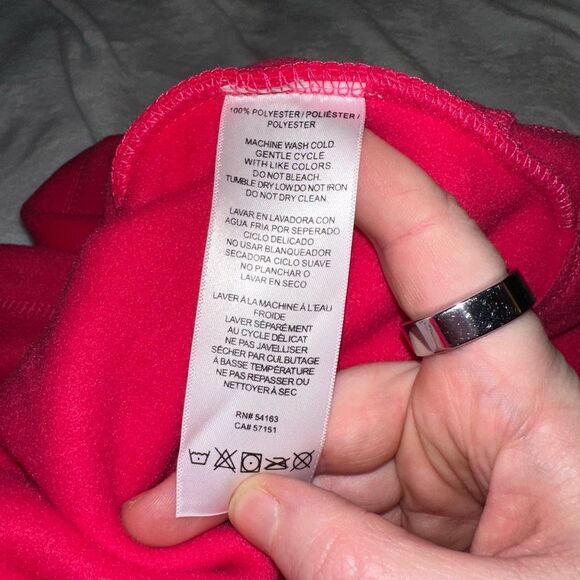 100% POLYESTER / POLIÉSTER /
POLYESTER
MACHINE WASH COLD.
GENTLE CYCLE
WITH LIKE COLORS.
DO NOT BLEACH.
TUMBLE DRY LOW DO NOT IRON
DO NOT DRY CLEAN
LAVAR EN LAVADORA CON
AGUA FRIA POR SEPERADO
CICLO DELICADO
NO USAR BLANQUEADOR
SECADORA CICLO SUAVE
NO PLANCHAR O
LAVAR EN SECO
LAVER À LA MACHINE À L'EAU
FROIDE
LAVER SÉPARÉMENT
AU CYCLE DÉLICAT
NE PAS JAVELLISER
SÉCHER PAR CULBUTAGE
À BASSE TEMPÉRATURE
NE PAS REPASSER OU
NETTOYER À SEC
RN# 54163
CA# 57151